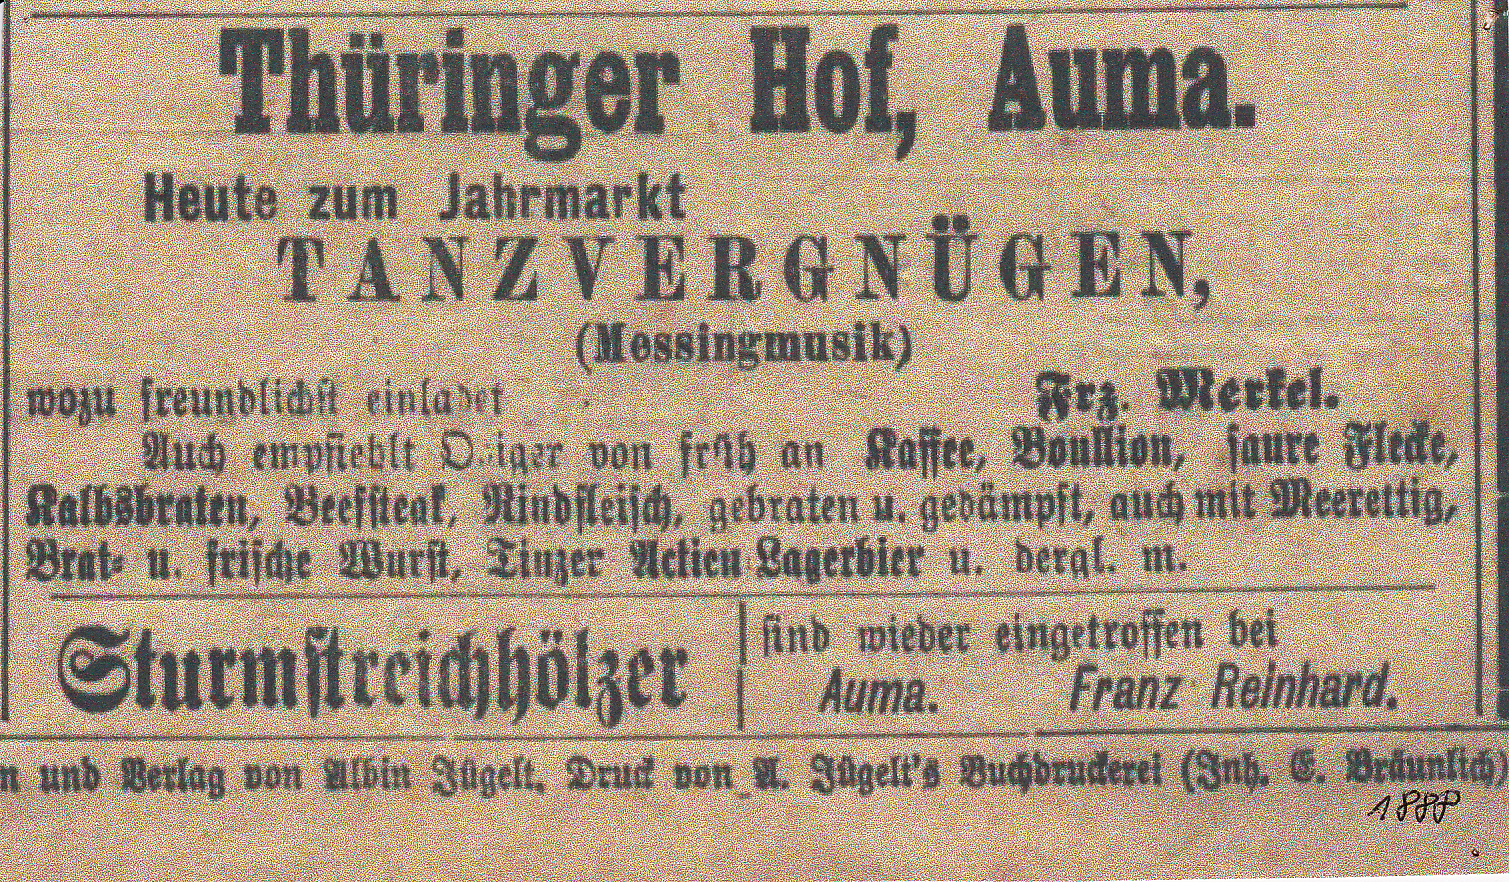 Thüringer Hof, Auma.
Heute zum Jahrmarkt
TANZVERGNÜGEN,
(Messingmusik)
wozu freundlichst einladet Frz. Merkel.
Auch empfiehlt Obiger von früh an Kaffee, Bouillion, saure Flecke,
Kalbsbraten, Beefsteak, Rindfleisch, gebraten u. gedämpft, auch mit Meerettig,
Brat- u. frische Wurst, Tinzer Actien Lagerbier u. dergl. m.
Sturmstreichhölzer
sind wieder eingetroffen bei
Auma. Franz Reinhard.
und Verlag von Albin Jügelt, Druck von A. Jügelt's Buchdruckerei (Inh. E. Bräunlich)
1888